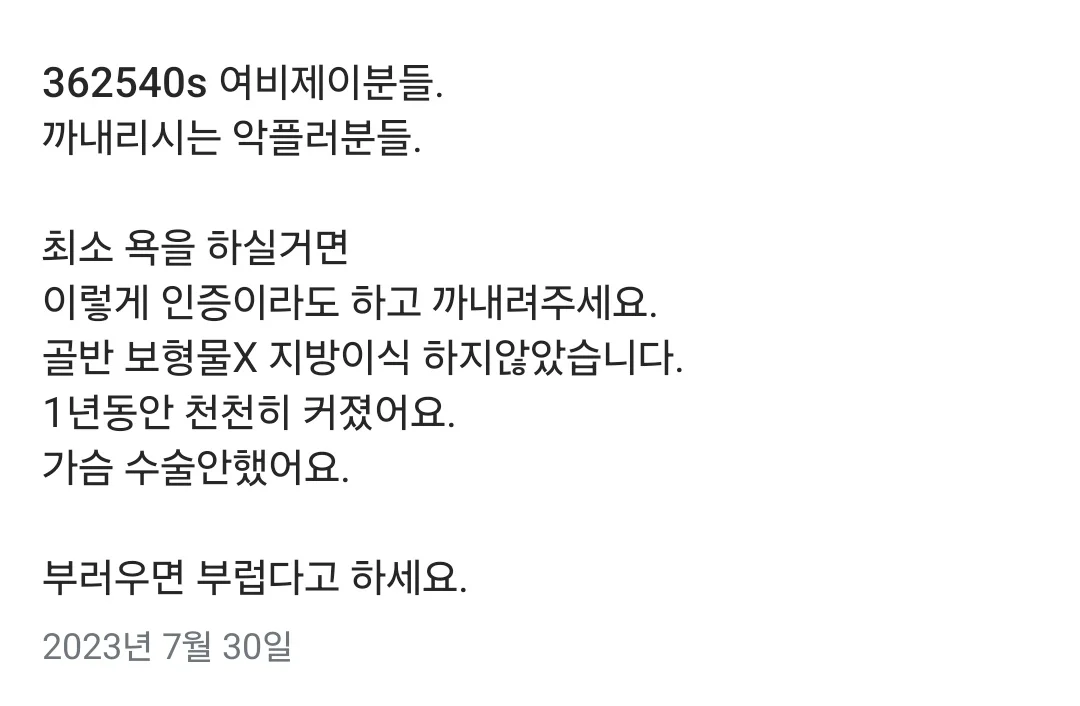 362540s 여비제이분들.
까내리시는 악플러분들.
최소 욕을 하실거면
이렇게 인증이라도 하고 까내려주세요.
골반 보형물X 지방이식 하지않았습니다.
1년동안 천천히 커졌어요.
가슴 수술안했어요.
부러우면 부럽다고 하세요.
2023년 7월 30일